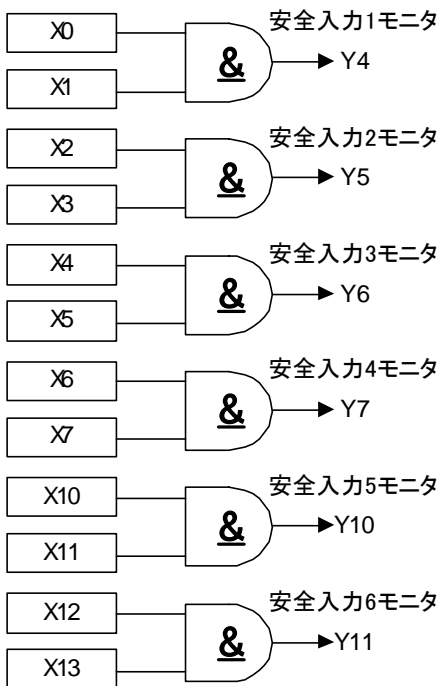 安全入力1モニタ
X0
&
Y4
X1
安全入力2モニタ
X2
&
Y5
X3
安全入力3モニタ
X4
&
Y6
X5
安全入力4モニタ
X6
&
Y7
X7
安全入力5モニタ
X10
&
Y10
X11
安全入力6モニタ
X12
&
Y11
X13